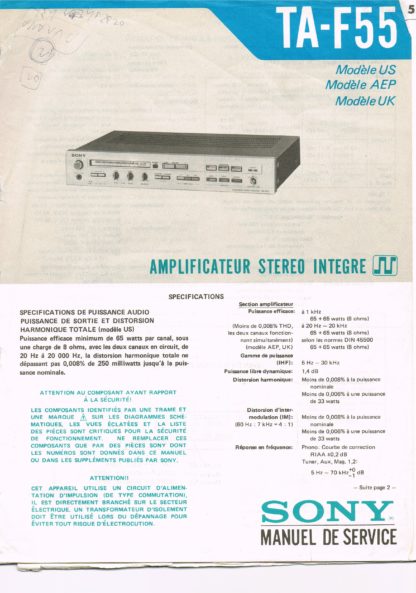 TA-F55
5
Modèle US
Modèle AEP
Modèle UK
SONY
AMPLIFICATEUR STEREO INTEGRE
SPECIFICATIONS
SPECIFICATIONS DE PUISSANCE AUDIO
PUISSANCE DE SORTIE ET DISTORSION
HARMONIQUE TOTALE (modèle US)
Puissance efficace minimum de 65 watts par canal, sous
une charge de 8 ohms, avec les deux canaux en circuit, de
20 Hz à 20 000 Hz, la distorsion harmonique totale ne
dépassant pas 0,008% de 250 milliwatts jusqu'à la puis-
sance nominale.
ATTENTION AU COMPOSANT AYANT RAPPORT
À LA SÉCURITÉ!
LES COMPOSANTS IDENTIFIÉS PAR UNE TRAME ET
UNE MARQUE ⚠ SUR LES DIAGRAMMES SCHÉ-
MATIQUES, LES VUES ÉCLATÉES ET LA LISTE
DES PIÈCES SONT CRITIQUES POUR LA SÉCURITÉ
DE FONCTIONNEMENT. NE REMPLACER CES
COMPOSANTS QUE PAR DES PIÈCES SONY DONT
LES NUMÉROS SONT DONNÉS DANS CE MANUEL
OU DANS LES SUPPLÉMENTS PUBLIÉS PAR SONY.
ATTENTION!!
CET APPAREIL UTILISE UN CIRCUIT D'ALIMEN-
TATION D'IMPULSION (DE TYPE COMMUTATION),
IL EST DIRECTEMENT BRANCHÉ SUR LE SECTEUR
ÉLECTRIQUE. UN TRANSFORMATEUR D'ISOLEMENT
DOIT ÊTRE UTILISÉ LORS DU DÉPANNAGE POUR
ÉVITER TOUT RISQUE D'ÉLECTROCUTION.
Section amplificateur
Puissance efficace: à 1 kHz
65 + 65 watts (8 ohms)
(Moins de 0,008% THD, à 20 Hz – 20 kHz
les deux canaux fonction- 65 + 65 watts (8 ohms)
nant simultanément) selon les normes DIN 45500
(modèle AEP, UK) 65 + 65 watts (8 ohms)
Gamme de puissance
(IHF): 5 Hz – 30 kHz
Puissance libre dynamique: 1,4 dB
Distorsion harmonique: Moins de 0,008% à la puissance
nominale
Moins de 0,006% à une puissance
de 33 watts
Distorsion d'inter-
modulation (IM): Moins de 0,008% à la puissance
(60 Hz : 7 kHz = 4 : 1) nominale
Moins de 0,006% à une puissance
de 33 watts
Réponse en fréquence: Phono. Courbe de correction
RIAA ±0,2 dB
Tuner, Aux, Mag. 1,2:
5 Hz – 70 kHz +0 -1 dB
– Suite page 2 –
SONY
MANUEL DE SERVICE